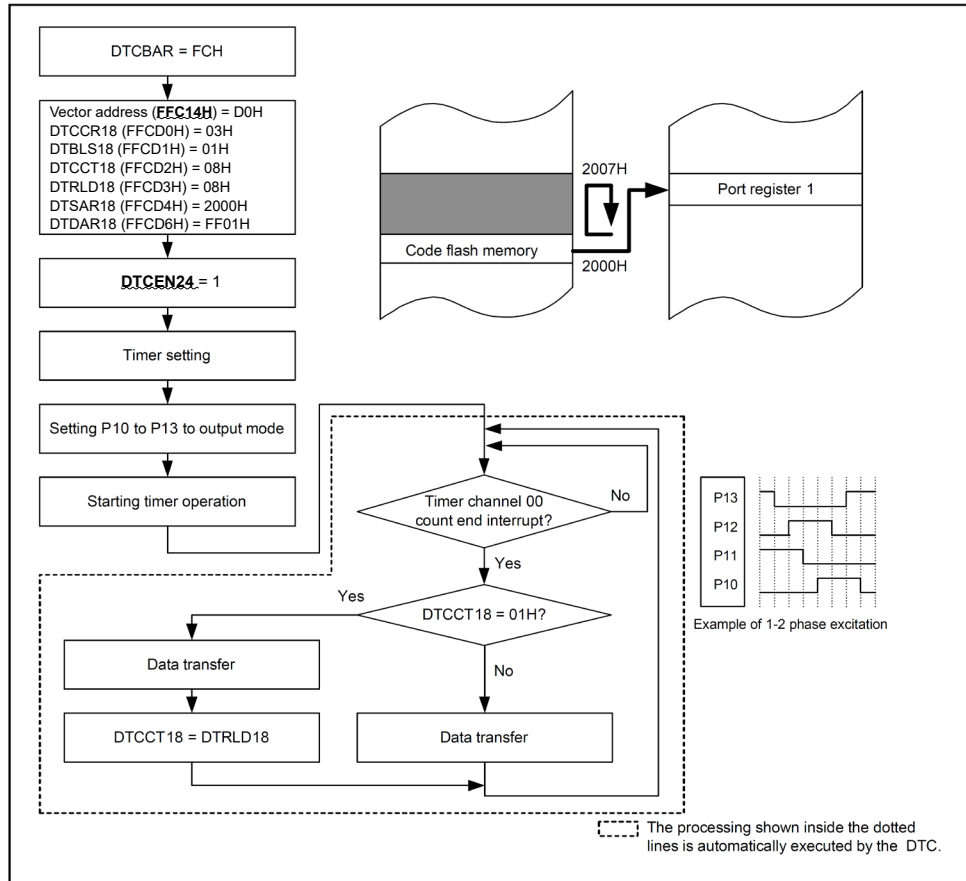 DTCBAR = FCH
Vector address (FFC14H) = D0H
DTCCR18 (FFCD0H) = 03H
DTBLS18 (FFCD1H) = 01H
DTCCT18 (FFCD2H) = 08H
DTRLD18 (FFCD3H) = 08H
DTSAR18 (FFCD4H) = 2000H
DTDAR18 (FFCD6H) = FF01H
DTCEN24 = 1
Timer setting
Setting P10 to P13 to output mode
Starting timer operation
2007H
Port register 1
Code flash memory
2000H
Timer channel 00
count end interrupt?
No
Yes
DTCCT18 = 01H?
Yes
No
Data transfer
DTCCT18 = DTRLD18
Data transfer
P13
P12
P11
P10
Example of 1-2 phase excitation
The processing shown inside the dotted
lines is automatically executed by the DTC.